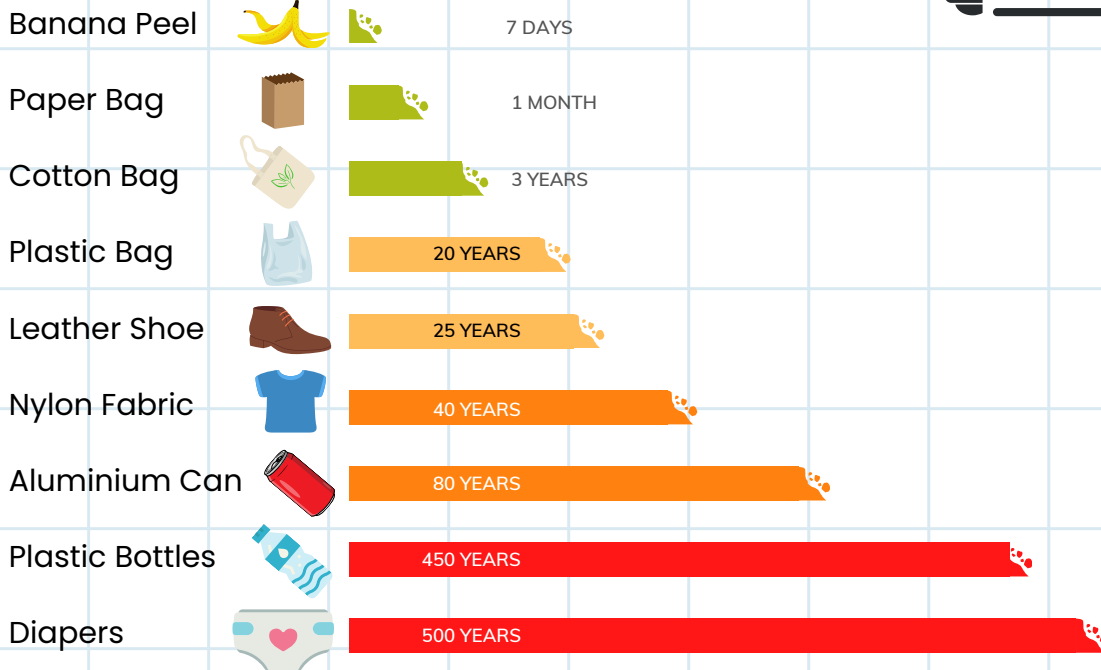 Banana Peel 7 DAYS
Paper Bag 1 MONTH
Cotton Bag 3 YEARS
Plastic Bag 20 YEARS
Leather Shoe 25 YEARS
Nylon Fabric 40 YEARS
Aluminium Can 80 YEARS
Plastic Bottles 450 YEARS
Diapers 500 YEARS